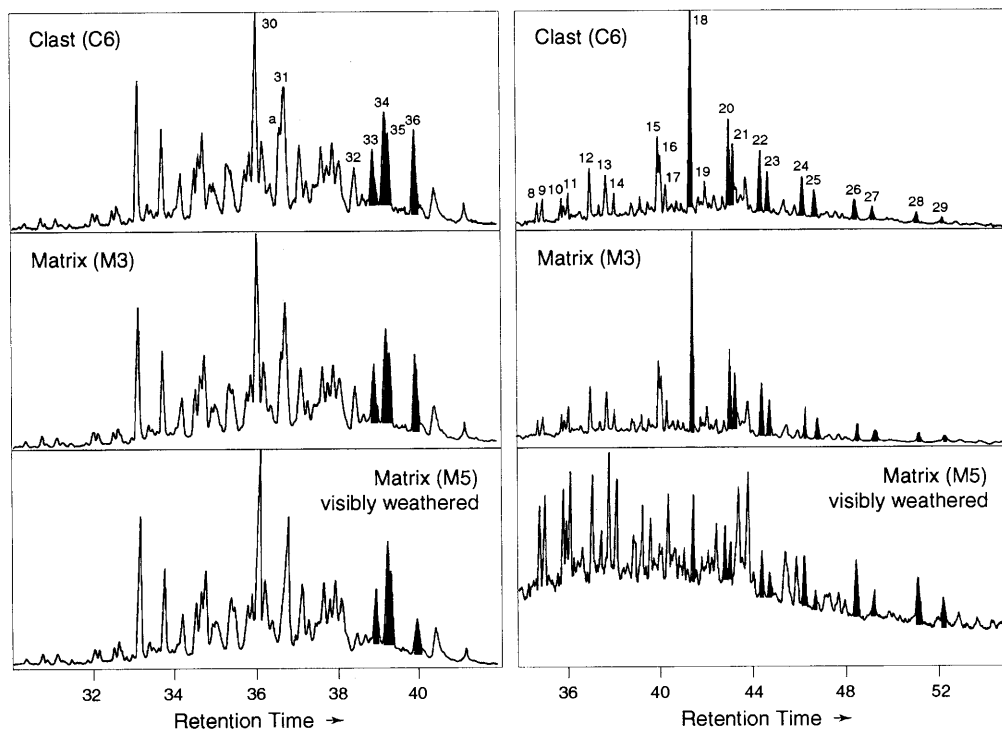 Clast (C6)
30
31
a
32
33
34
35
36
Matrix (M3)
Matrix (M5)
visibly weathered
32 34 36 38 40
Retention Time →
Clast (C6)
8
9
10
11
12
13
14
15
16
17
18
19
20
21
22
23
24
25
26
27
28
29
Matrix (M3)
Matrix (M5)
visibly weathered
36 40 44 48 52
Retention Time →